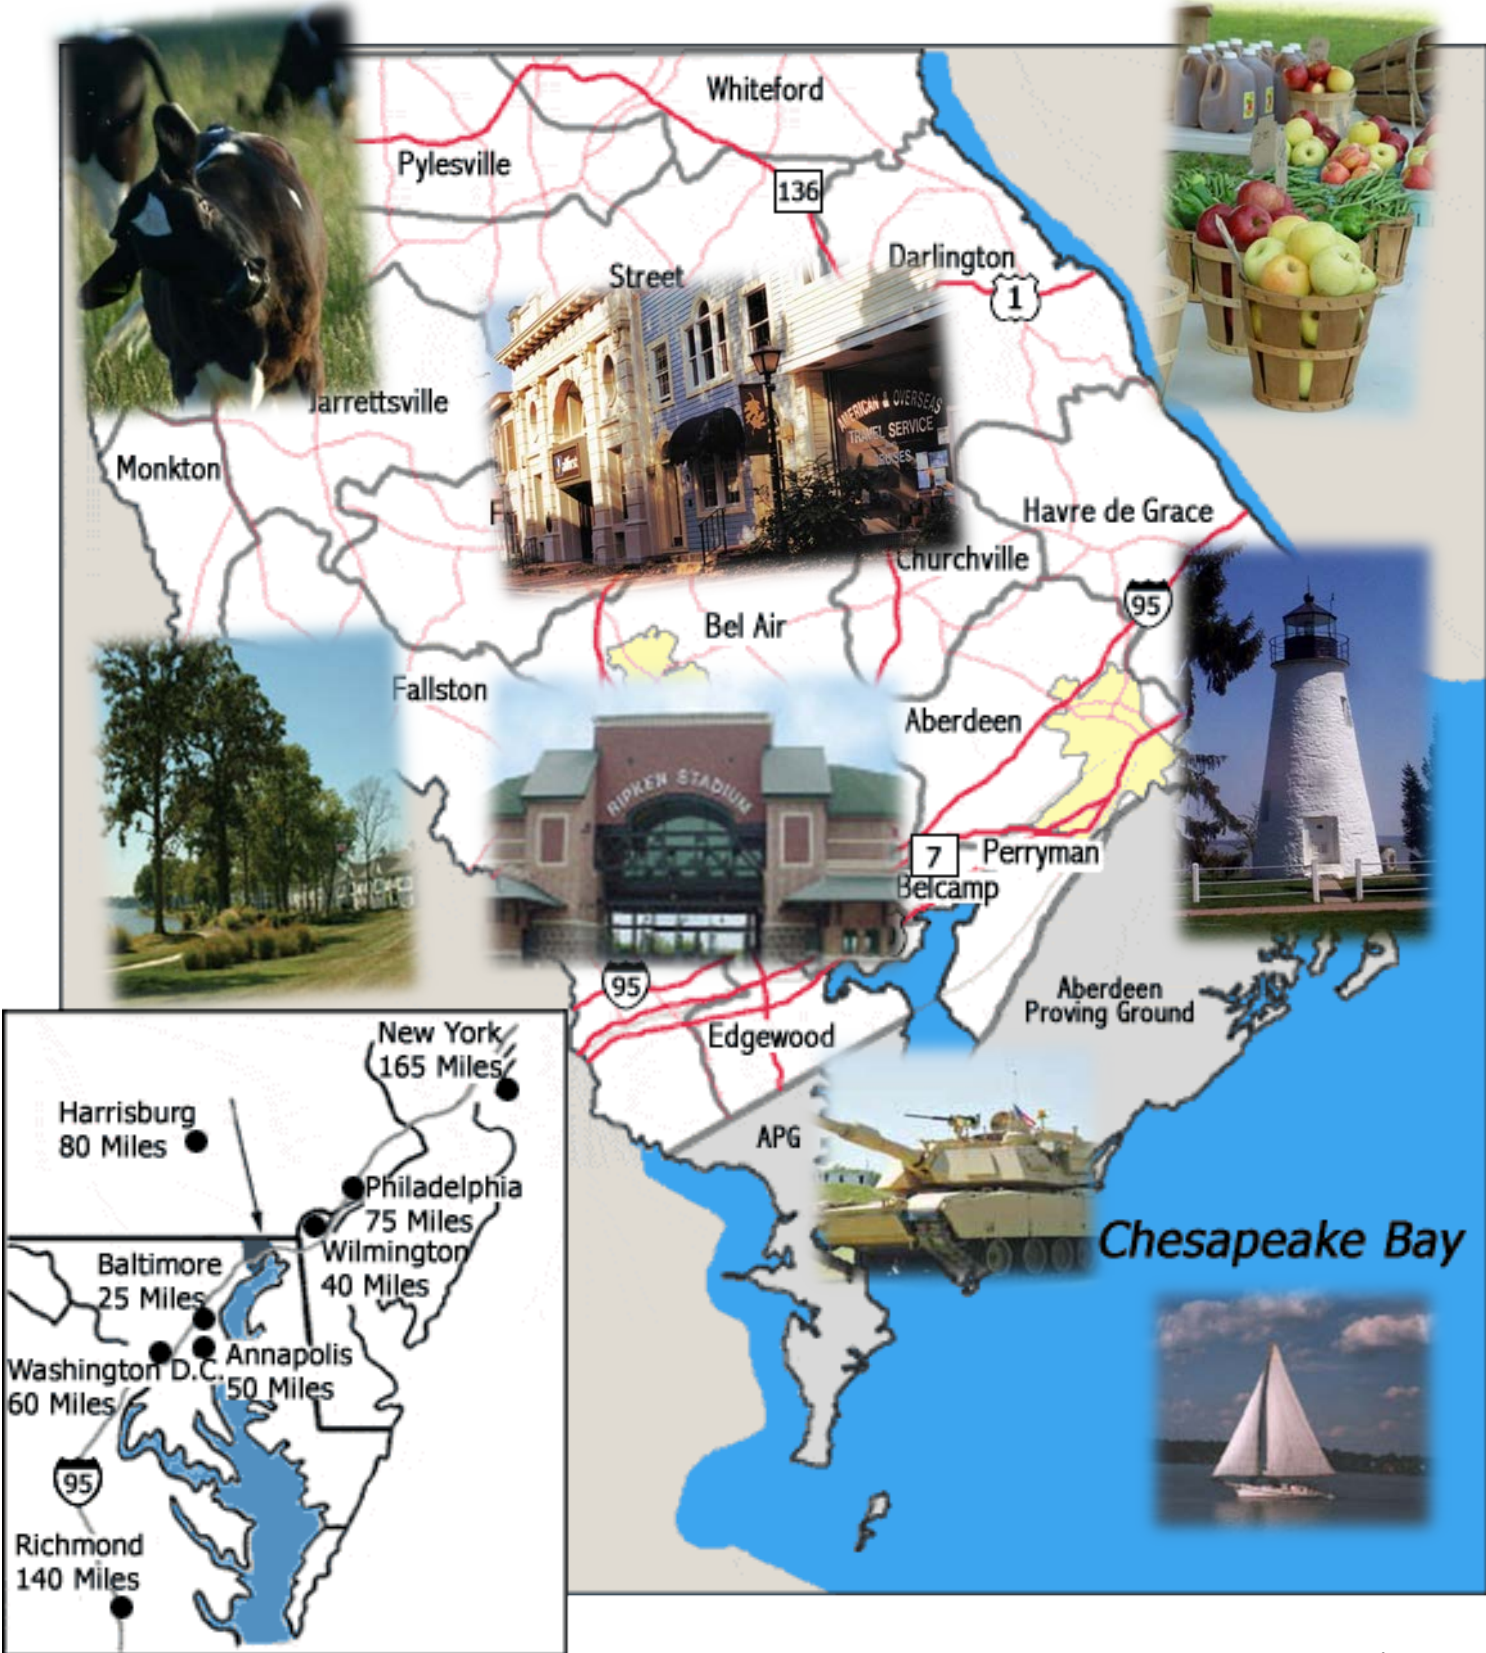 Whiteford
Pylesville
136
Darlington
Street
1
AMERICAN & OVERSEAS
TRAVEL SERVICE
Jarrettsville
Monkton
Havre de Grace
Churchville
95
Bel Air
Fallston
Aberdeen
RIPKEN STADIUM
7
Perryman
Belcamp
95
Aberdeen
Proving Ground
Edgewood
APG
Chesapeake Bay
New York
165 Miles
Harrisburg
80 Miles
Philadelphia
75 Miles
Wilmington
40 Miles
Baltimore
25 Miles
Annapolis
50 Miles
Washington D.C.
60 Miles
95
Richmond
140 Miles